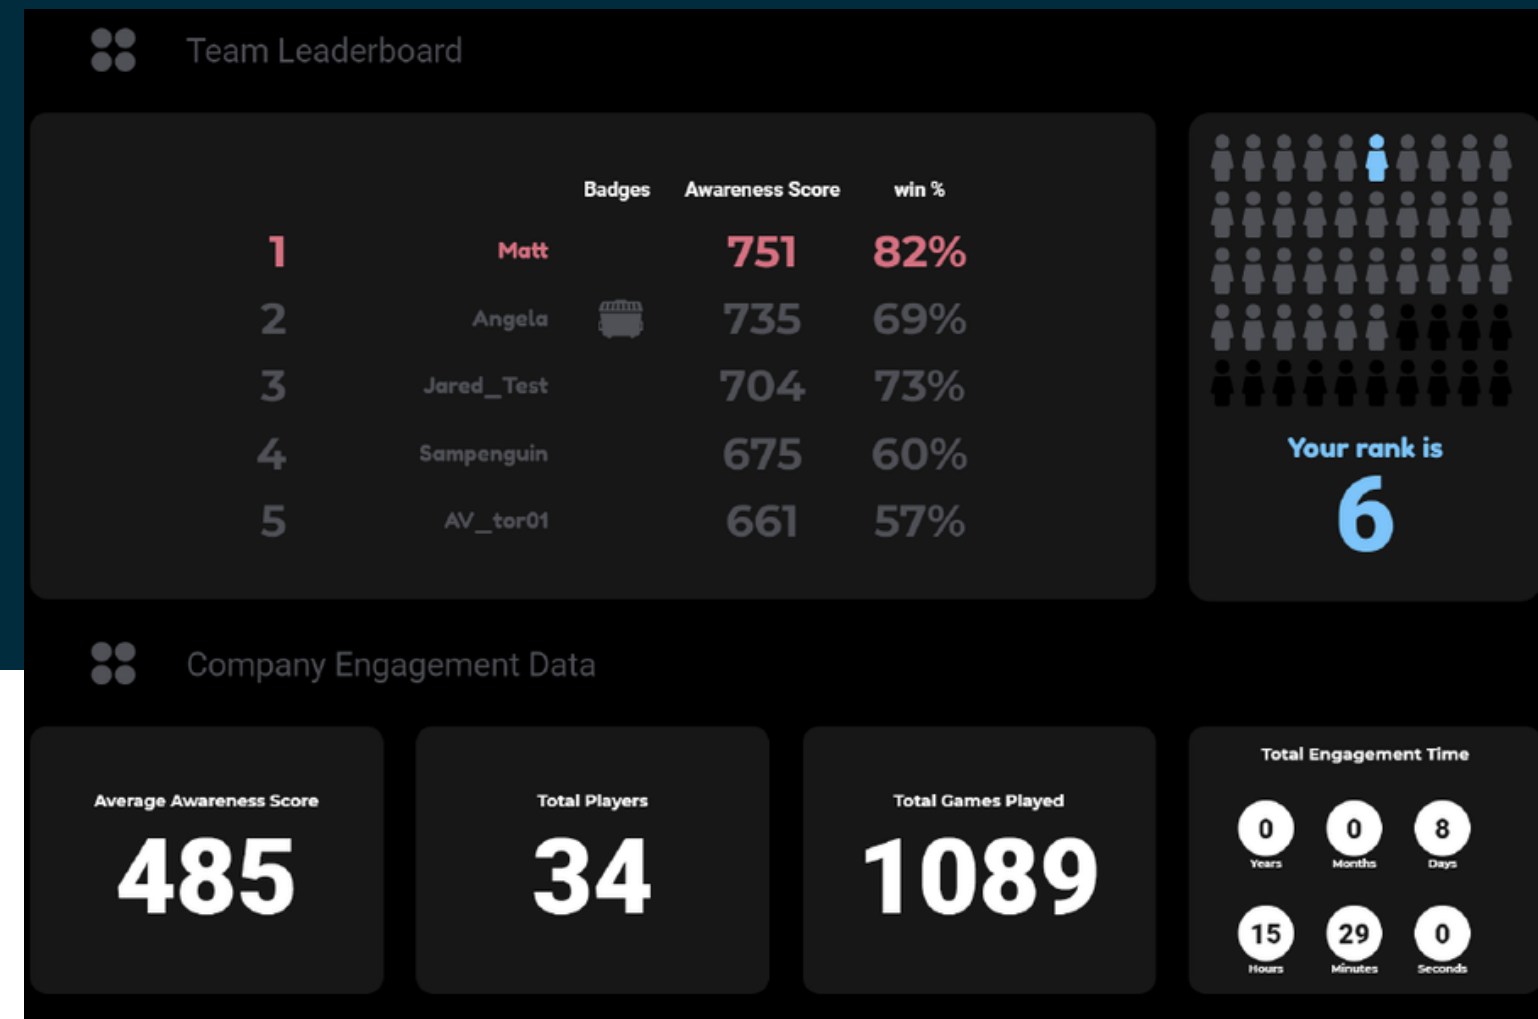 Team Leaderboard
Badges Awareness Score win %
1 Matt 751 82%
2 Angela 735 69%
3 Jared_Test 704 73%
4 Sampenguin 675 60%
5 AV_tor01 661 57%
Your rank is
6
Company Engagement Data
Average Awareness Score
485
Total Players
34
Total Games Played
1089
Total Engagement Time
0 0 8
Years Months Days
15 29 0
Hours Minutes Seconds